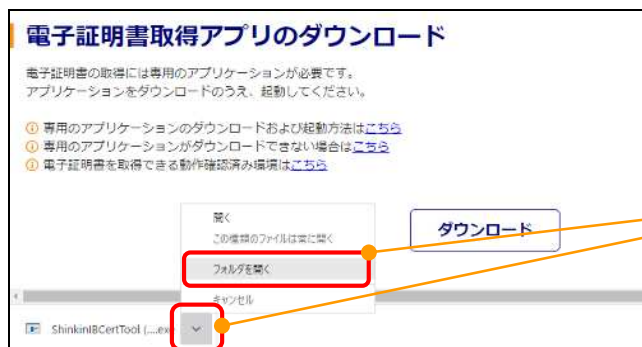 電子証明書取得アプリのダウンロード
電子証明書の取得には専用のアプリケーションが必要です。
アプリケーションをダウンロードのうえ、起動してください。
専用のアプリケーションのダウンロードおよび起動方法はこちら
専用のアプリケーションがダウンロードできない場合はこちら
電子証明書を取得できる動作確認済み環境はこちら
開く
この種類のファイルは常に開く
フォルダを開く
キャンセル
ダウンロード
ShinkinIBCertTool (....exe